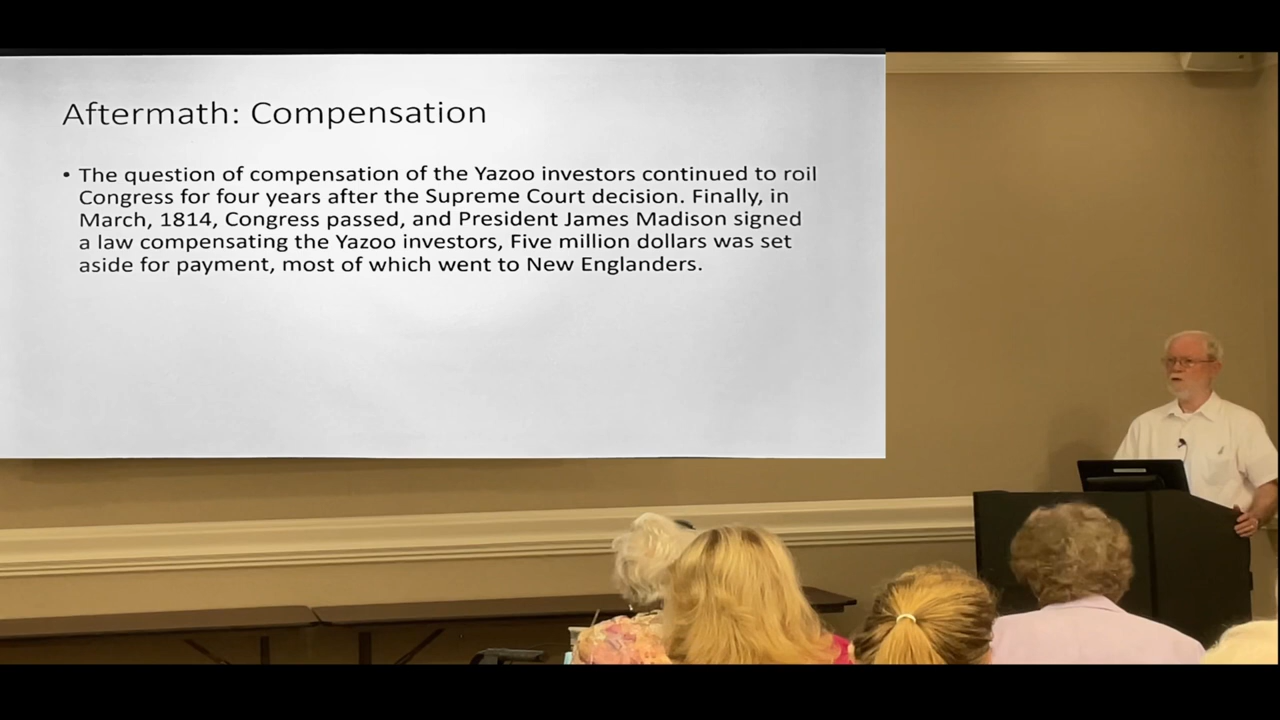 Aftermath: Compensation
• The question of compensation of the Yazoo investors continued to roil
Congress for four years after the Supreme Court decision. Finally, in
March, 1814, Congress passed, and President James Madison signed
a law compensating the Yazoo investors, Five million dollars was set
aside for payment, most of which went to New Englanders.